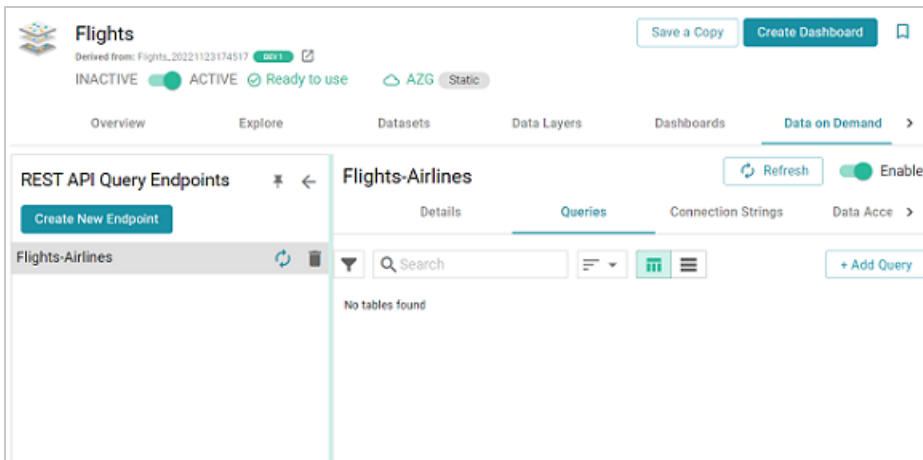 Flights
Save a Copy
Create Dashboard
Derived from: Flights_20221123174517
INACTIVE ACTIVE Ready to use AZG Static
Overview Explore Datasets Data Layers Dashboards Data on Demand
REST API Query Endpoints
Create New Endpoint
Flights-Airlines
Flights-Airlines
Refresh
Enable
Details Queries Connection Strings Data Acce
Search
+ Add Query
No tables found